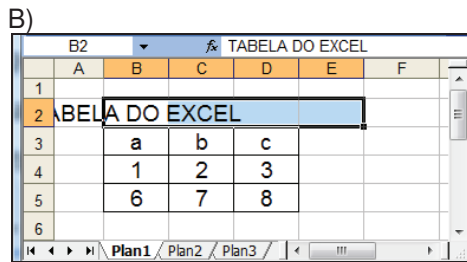 B)
B2 fx TABELA DO EXCEL
A B C D E F
1
2 ABELA DO EXCEL
3 a b c
4 1 2 3
5 6 7 8
6
Plan1 Plan2 Plan3